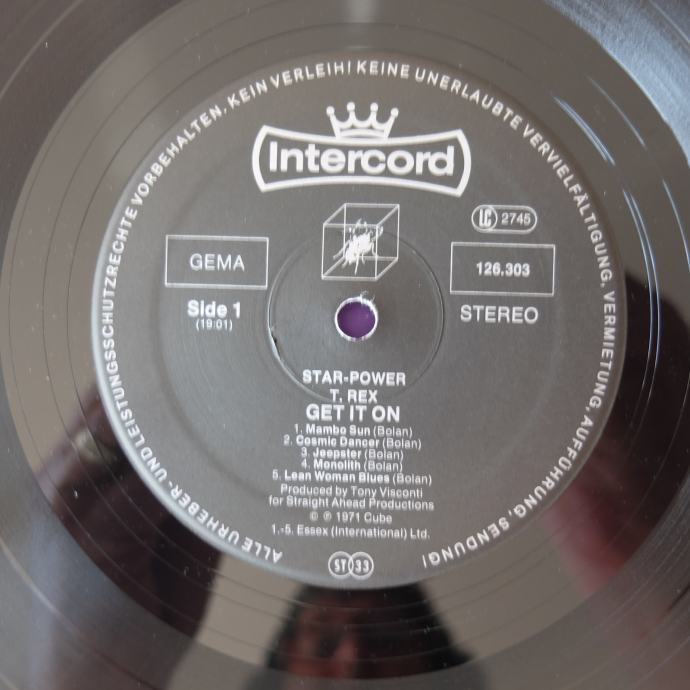 ALLE URHEBER- UND LEISTUNGSSCHUTZRECHTE VORBEHALTEN. KEIN VERLEIH! KEINE UNERLAUBTE VERVIELFÄLTIGUNG, VERMIETUNG, AUFFÜHRUNG, SENDUNG!
Intercord
LC 2745
GEMA
126.303
Side 1
(19:01)
STEREO
STAR-POWER
T. REX
GET IT ON
1. Mambo Sun (Bolan)
2. Cosmic Dancer (Bolan)
3. Jeepster (Bolan)
4. Monolith (Bolan)
5. Lean Woman Blues (Bolan)
Produced by Tony Visconti
for Straight Ahead Productions
© ℗ 1971 Cube
1.-5. Essex (International) Ltd.
ST 33